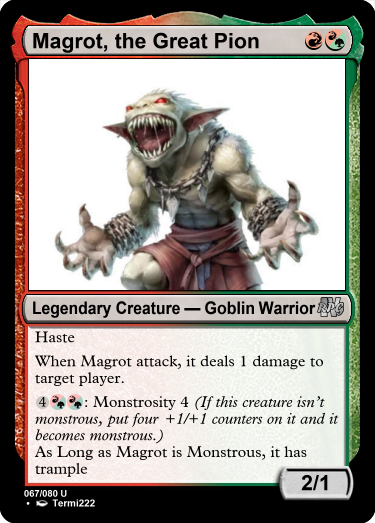 Magrot, the Great Pion
Legendary Creature — Goblin Warrior
Haste
When Magrot attack, it deals 1 damage to
target player.
4: Monstrosity 4 (If this creature isn't
monstrous, put four +1/+1 counters on it and it
becomes monstrous.)
As Long as Magrot is Monstrous, it has
trample
2/1
067/080 U
• Termi222